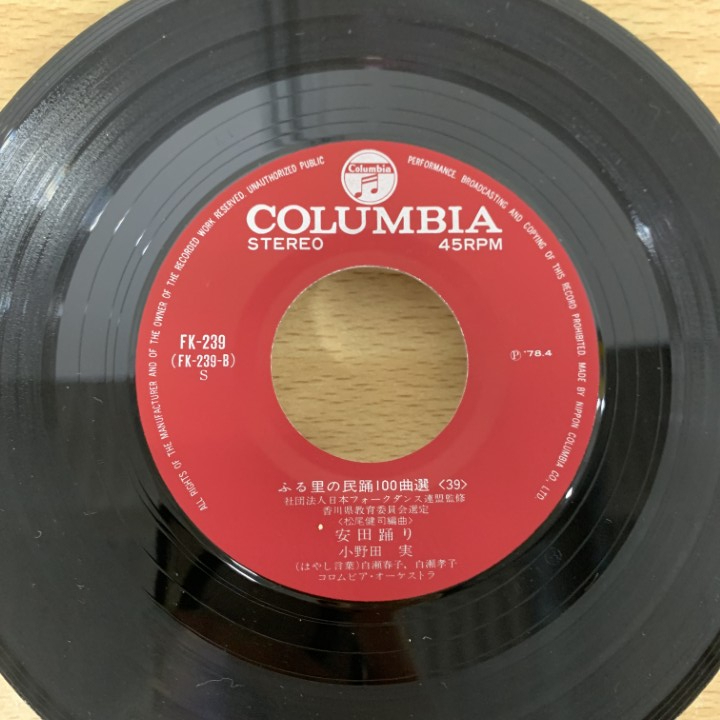 Columbia
COLUMBIA
STEREO 45RPM
FK-239
(FK-239-B)
S
Ⓟ '78.4
ふる里の民踊100曲選 〈39〉
社団法人日本フォークダンス連盟監修
香川県教育委員会選定
〈松尾健司編曲〉
安田踊り
小野田 実
(はやし言葉)白瀬春子、白瀬孝子
コロムビア・オーケストラ
ALL RIGHTS OF THE MANUFACTURER AND OF THE OWNER OF THE RECORDED WORK RESERVED. UNAUTHORIZED PUBLIC PERFORMANCE, BROADCASTING AND COPYING OF THIS RECORD PROHIBITED. MADE BY NIPPON COLUMBIA CO., LTD.